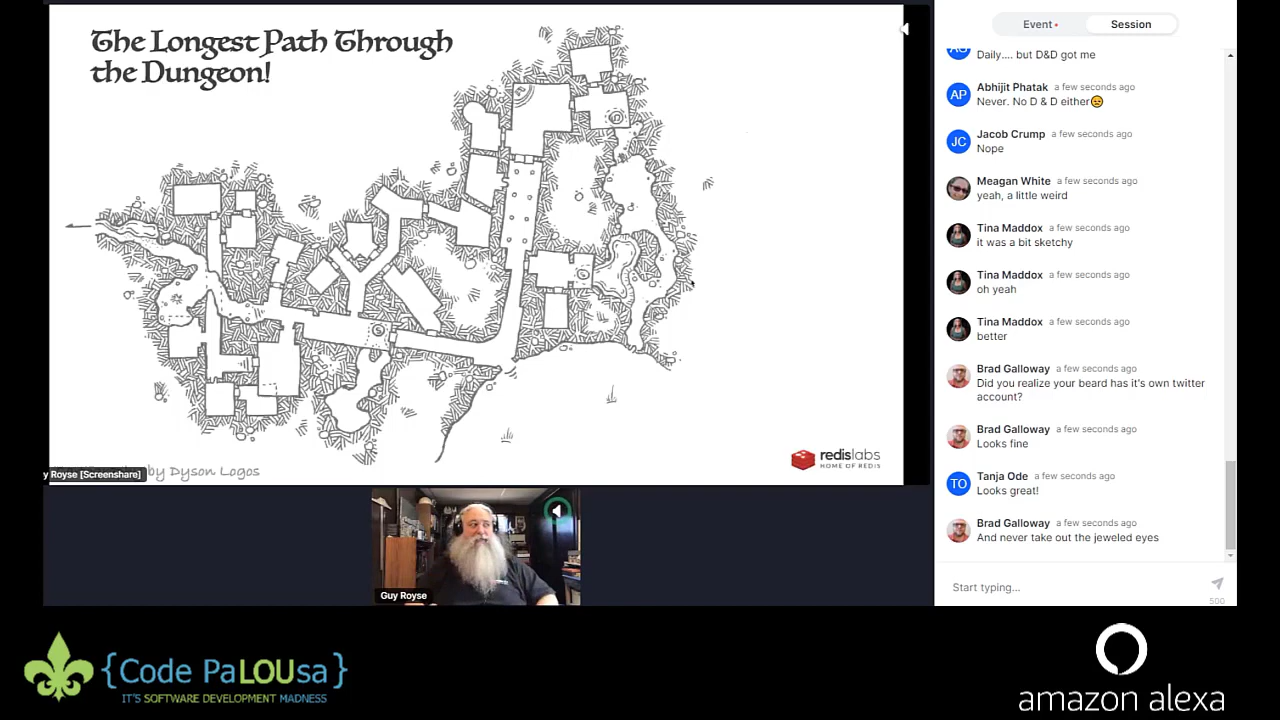 The Longest Path Through
the Dungeon!
by Dyson Logos
y Royse [Screenshare]
redislabs
HOME OF REDIS
Guy Royse
Event
Session
Daily.... but D&D got me
AP
Abhijit Phatak a few seconds ago
Never. No D & D either😐
JC
Jacob Crump a few seconds ago
Nope
Meagan White a few seconds ago
yeah, a little weird
Tina Maddox a few seconds ago
it was a bit sketchy
Tina Maddox a few seconds ago
oh yeah
Tina Maddox a few seconds ago
better
Brad Galloway a few seconds ago
Did you realize your beard has it's own twitter
account?
Brad Galloway a few seconds ago
Looks fine
TO
Tanja Ode a few seconds ago
Looks great!
Brad Galloway a few seconds ago
And never take out the jeweled eyes
Start typing...
500
{Code PaLOUsa}
IT'S SOFTWARE DEVELOPMENT MADNESS
amazon alexa